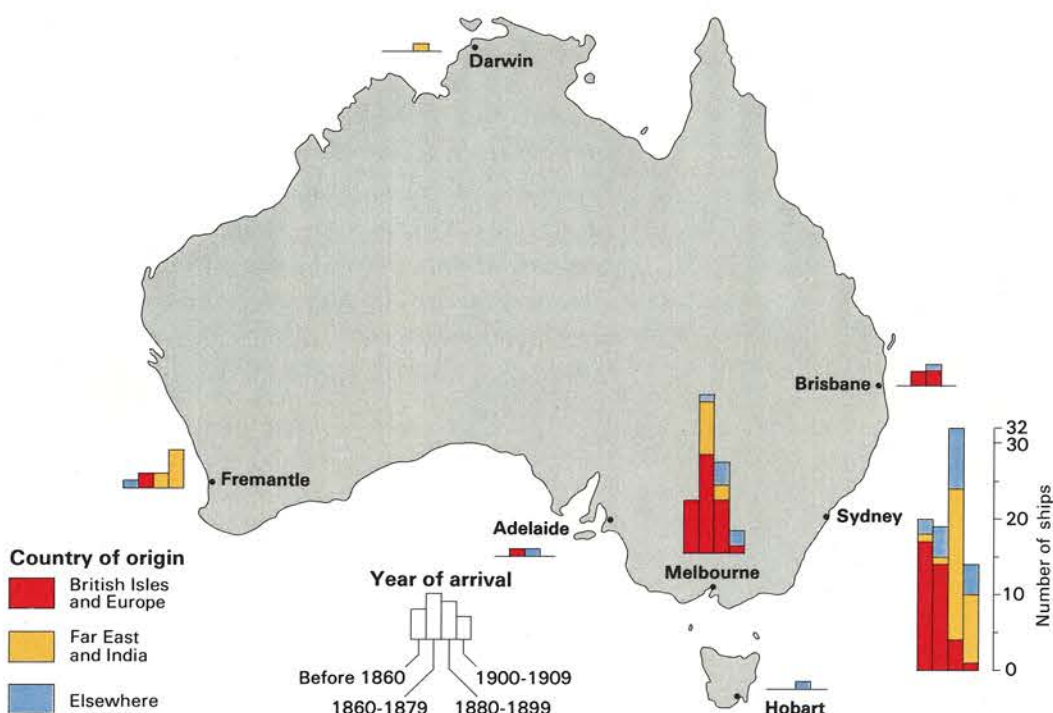 Darwin
Brisbane
Fremantle
Adelaide
Sydney
Melbourne
Hobart
32
30
20
10
0
Number of ships
Country of origin
British Isles
and Europe
Far East
and India
Elsewhere
Year of arrival
Before 1860
1900-1909
1860-1879
1880-1899